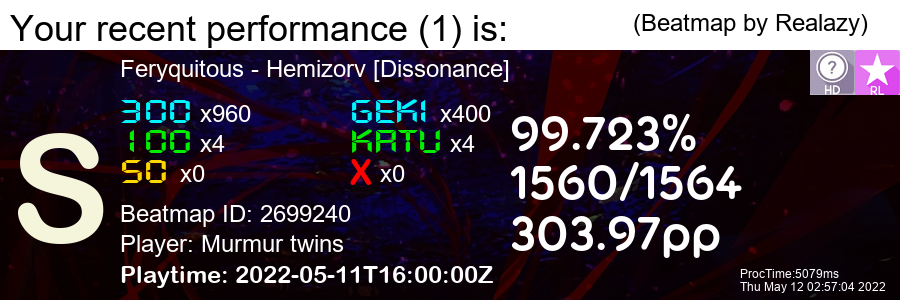 Your recent performance (1) is:
(Beatmap by Realazy)
Feryquitous - Hemizorv [Dissonance]
?
HD
RL
300 x960
GEKI x400
100 x4
KATU x4
50 x0
X x0
S
99.723%
1560/1564
303.97pp
Beatmap ID: 2699240
Player: Murmur twins
Playtime: 2022-05-11T16:00:00Z
ProcTime:5079ms
Thu May 12 02:57:04 2022